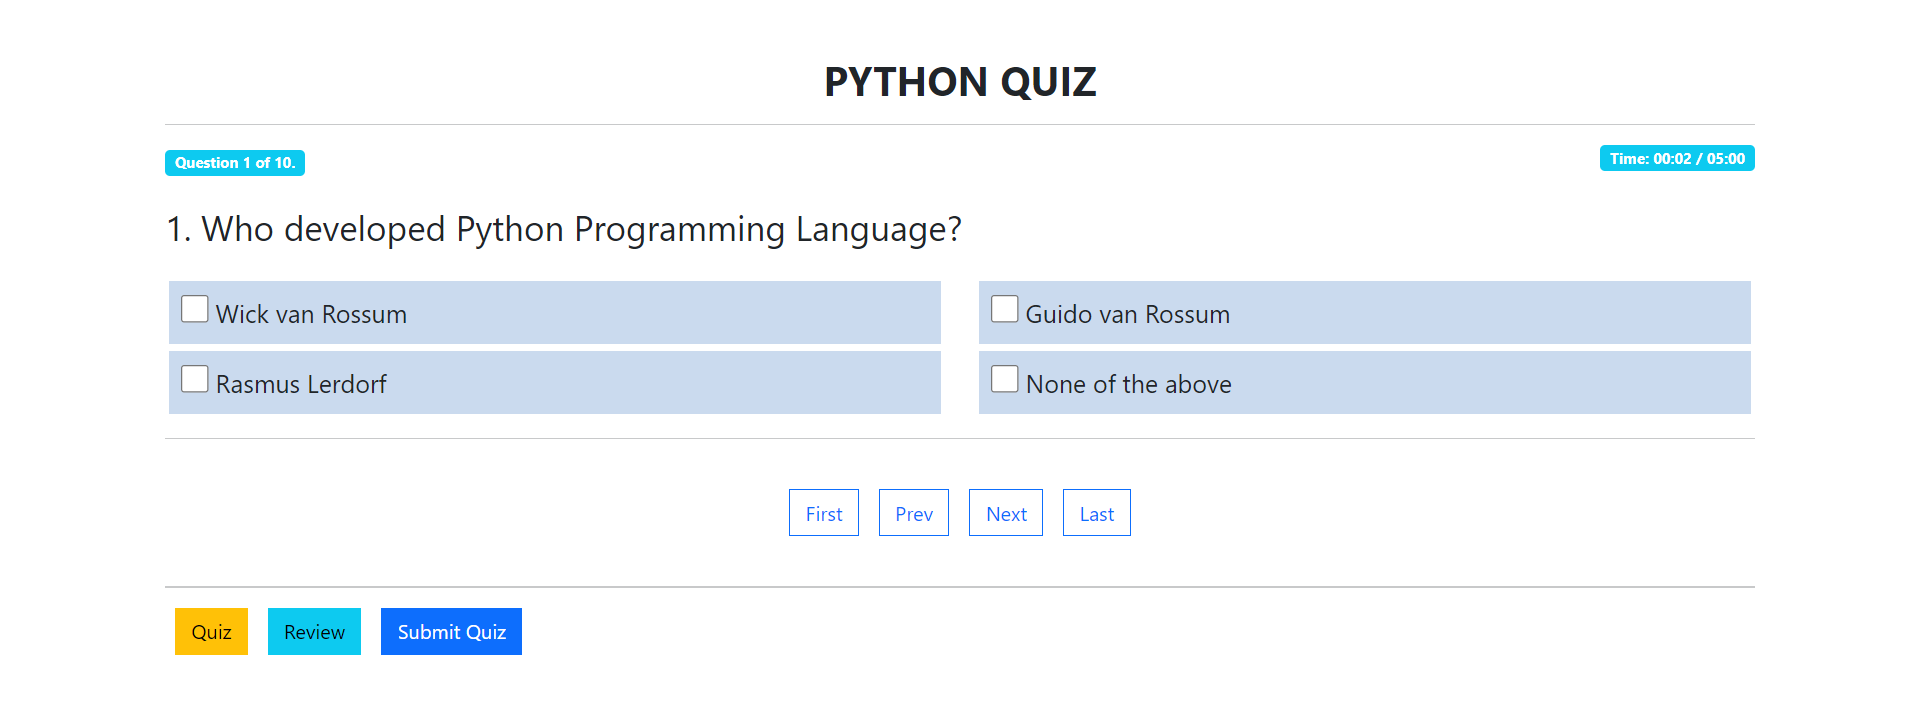 PYTHON QUIZ
Question 1 of 10.
Time: 00:02 / 05:00
1. Who developed Python Programming Language?
Wick van Rossum
Guido van Rossum
Rasmus Lerdorf
None of the above
First
Prev
Next
Last
Quiz
Review
Submit Quiz